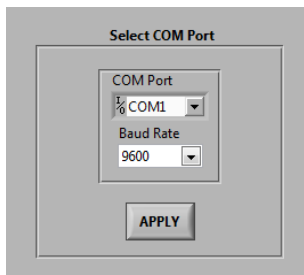 Select COM Port
COM Port
I/O COM1
Baud Rate
9600
APPLY